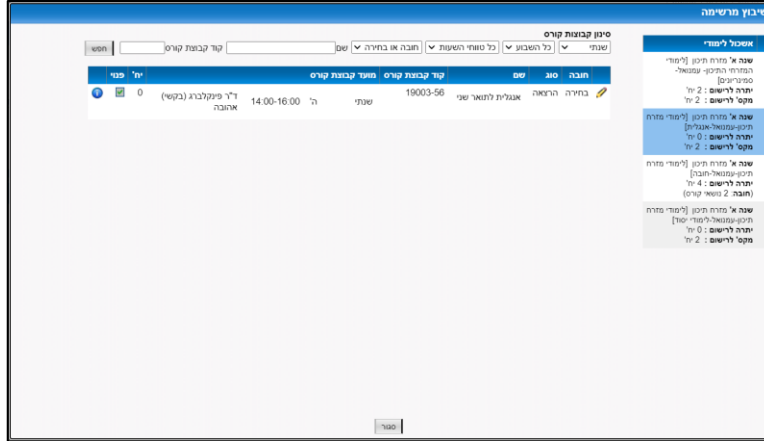 שיבוץ מרשימה
אשכול לימודי
שנה א' מזרח תיכון [לימודי
המזרחי התיכון- עמנואל-
סמינריונים]
יתרה לרישום : 2 יח'
מקס' לרישום : 2 יח'
שנה א' מזרח תיכון [לימודי מזרח
תיכון-עמנואל-אנגלית]
יתרה לרישום : 0 יח'
מקס' לרישום : 2 יח'
שנה א' מזרח תיכון [לימודי מזרח
תיכון-עמנואל-חובה]
יתרה לרישום : 4 יח'
(חובה: 2 נושאי קורס)
שנה א' מזרח תיכון [לימודי מזרח
תיכון-עמנואל-לימודי יסוד]
יתרה לרישום : 0 יח'
מקס' לרישום : 2 יח'
סינון קבוצות קורס
שנתי כל השבוע כל טווחי השעות חובה או בחירה שם קוד קבוצת קורס חפש
חובה סוג שם קוד קבוצת קורס מועד קבוצת קורס יח' פנוי
בחירה הרצאה אנגלית לתואר שני 19003-56 שנתי ה' 14:00-16:00 ד"ר פינקלברג (בקשי) 0
אהובה
סגור